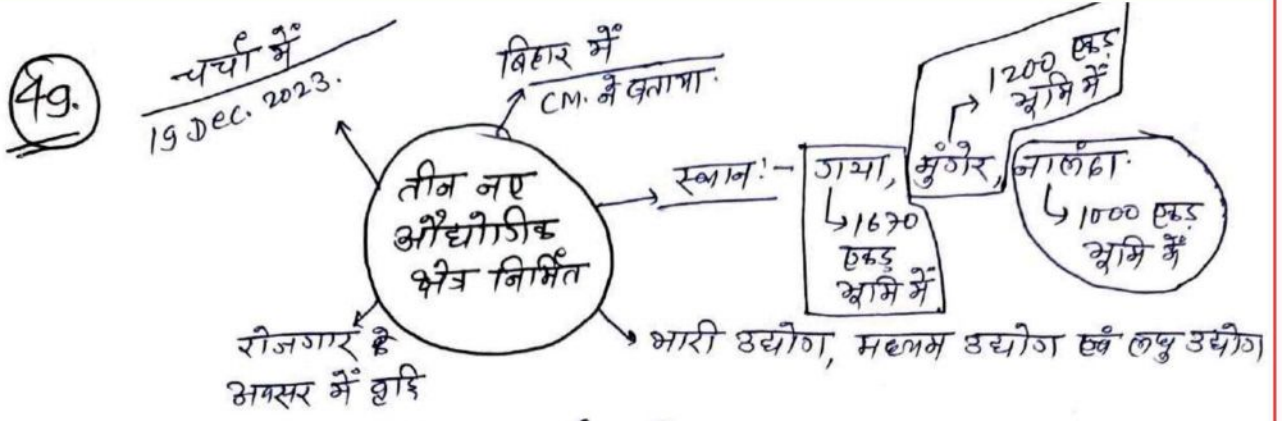 49.
चर्चा में
19 Dec. 2023.
बिहार में
CM. ने बताया.
तीन नए
औद्योगीक
क्षेत्र निर्मित
स्थान:- गया, मुंगेर, नालंदा.
↳ 1670
एकड़
भूमि में
→ 1200 एकड़
भूमि में
↳ 1000 एकड़
भूमि में
भारी उद्योग, मध्यम उद्योग एवं लघु उद्योग
रोजगार के
अवसर में वृद्धि